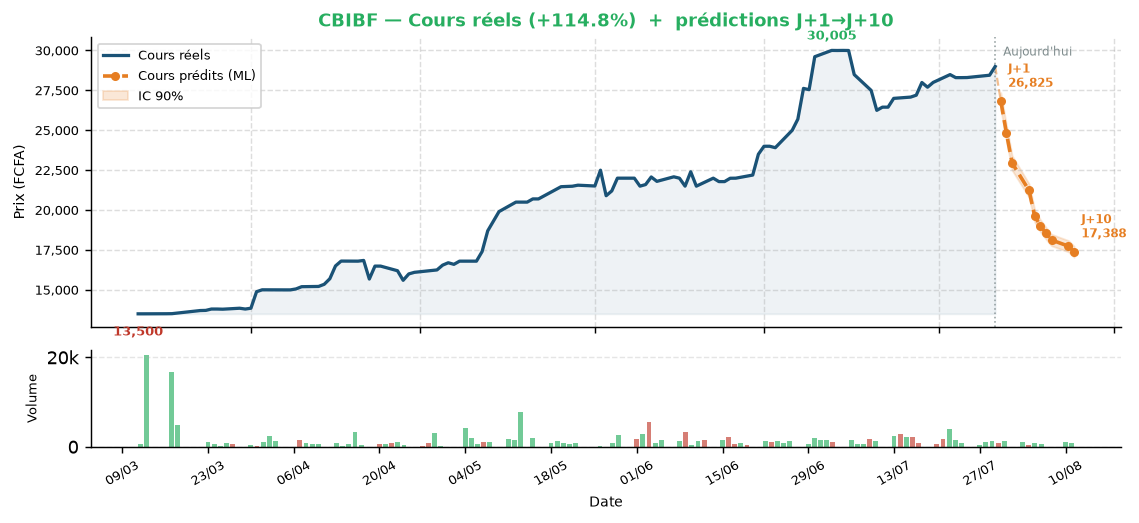 CBIBF — Cours réels (+114.8%)  +  prédictions J+1→J+10
30,005
Cours réels
Cours prédits (ML)
IC 90%
Aujourd'hui
J+1
26,825
J+10
17,388
13,500
Prix (FCFA)
30,000
27,500
25,000
22,500
20,000
17,500
15,000
Volume
20k
0
09/03
23/03
06/04
20/04
04/05
18/05
01/06
15/06
29/06
13/07
27/07
10/08
Date